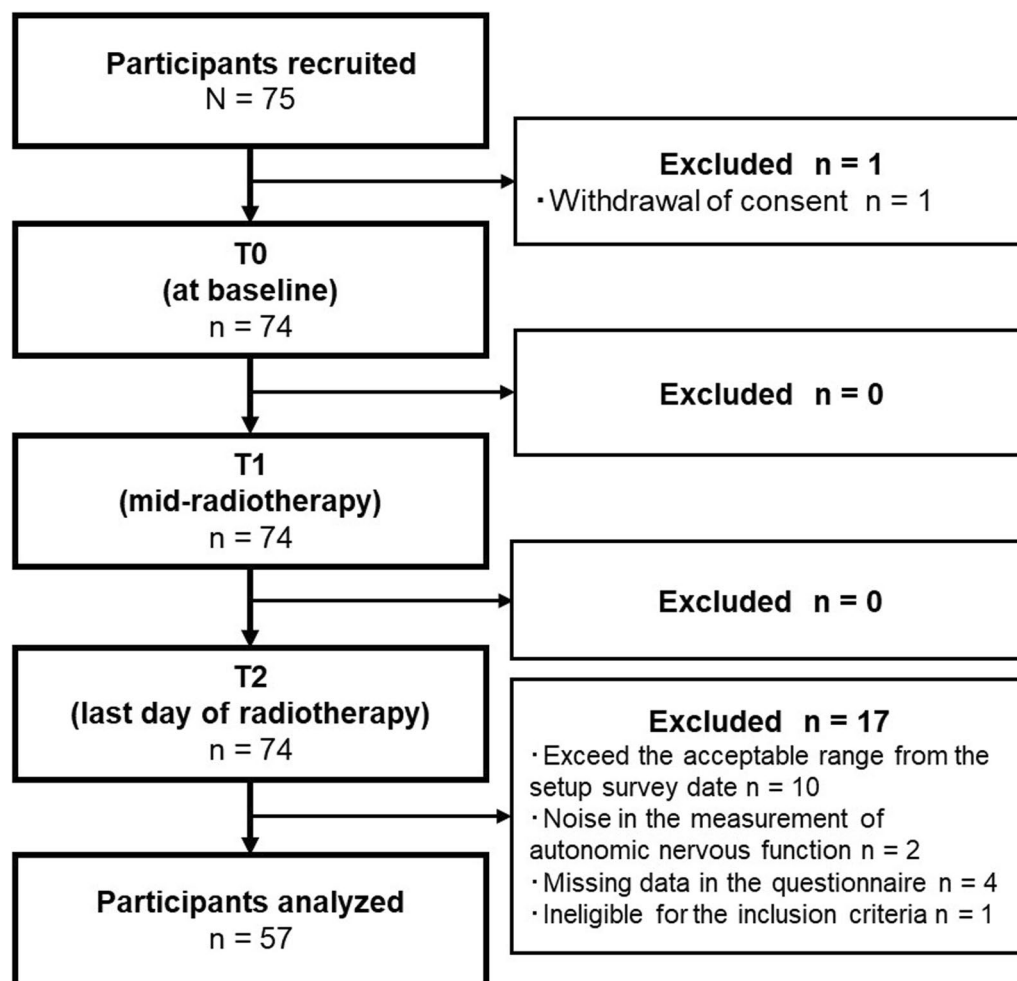 Participants recruited
N = 75
Excluded n = 1
・Withdrawal of consent n = 1
T0
(at baseline)
n = 74
Excluded n = 0
T1
(mid-radiotherapy)
n = 74
Excluded n = 0
T2
(last day of radiotherapy)
n = 74
Excluded n = 17
・Exceed the acceptable range from the
setup survey date n = 10
・Noise in the measurement of
autonomic nervous function n = 2
・Missing data in the questionnaire n = 4
・Ineligible for the inclusion criteria n = 1
Participants analyzed
n = 57